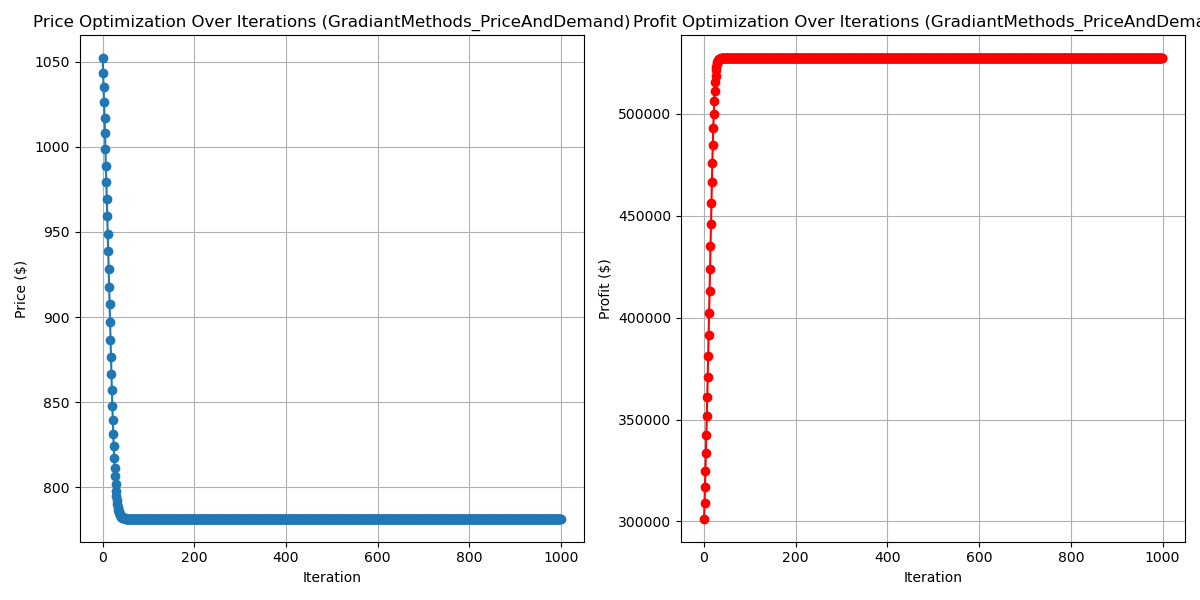 Price Optimization Over Iterations (GradiantMethods_PriceAndDemand)
1050
1000
950
900
850
800
Price ($)
0 200 400 600 800 1000
Iteration
Profit Optimization Over Iterations (GradiantMethods_PriceAndDema
500000
450000
400000
350000
300000
Profit ($)
0 200 400 600 800 1000
Iteration